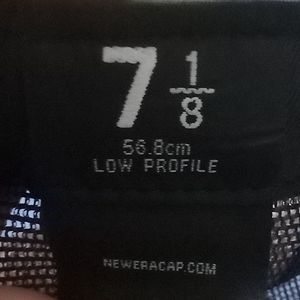 7 1/8
56.8cm
LOW PROFILE
NEWERACAP.COM